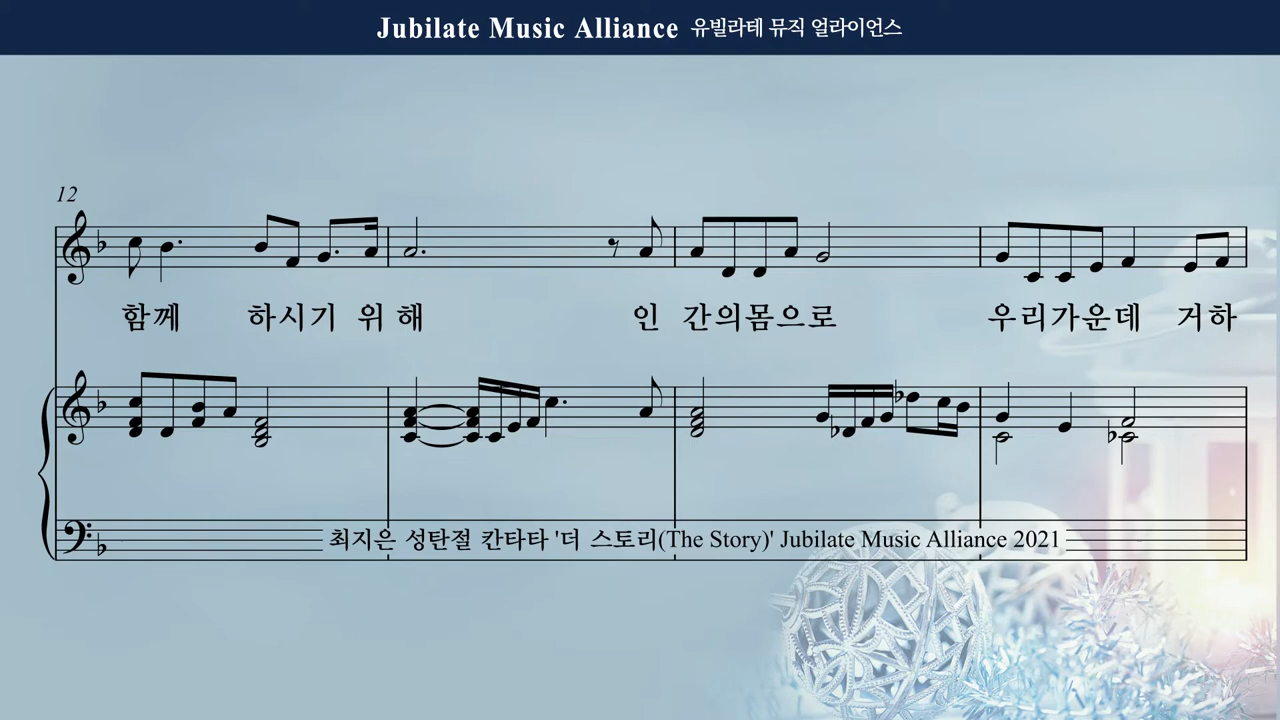 Jubilate Music Alliance 유빌라테 뮤직 얼라이언스
12
함께 하시기 위 해 인 간의몸으로 우리가운데 거하
최지은 성탄절 칸타타 '더 스토리(The Story)' Jubilate Music Alliance 2021